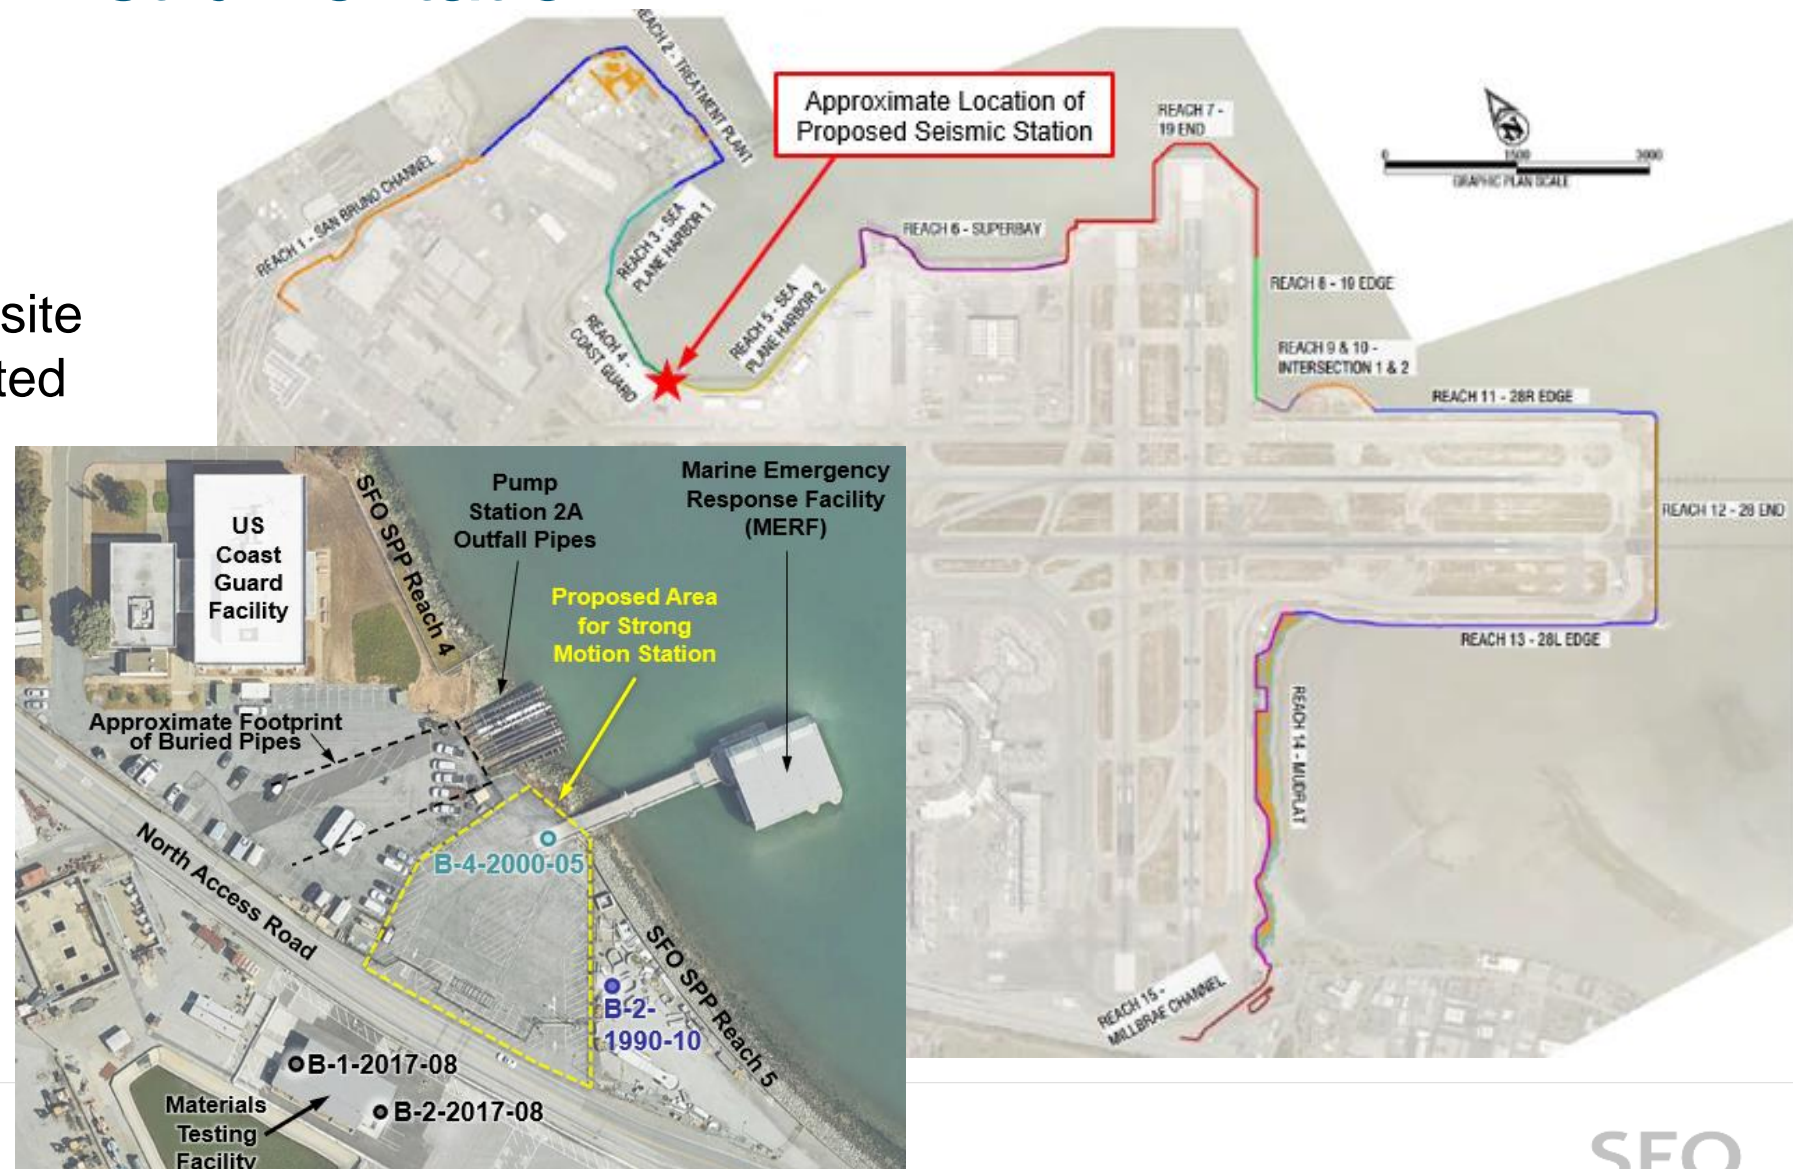 site
REACH 2 - TREATMENT PLANT
Approximate Location of
Proposed Seismic Station
REACH 7 -
19 END
0 1500 3000
GRAPHIC PLAN SCALE
REACH 1 - SAN BRUNO CHANNEL
REACH 3 - SEA
PLANE HARBOR 1
REACH 6 - SUPERBAY
REACH 8 - 19 EDGE
REACH 4 -
COAST GUARD
REACH 5 - SEA
PLANE HARBOR 2
REACH 9 & 10 -
INTERSECTION 1 & 2
REACH 11 - 28R EDGE
REACH 12 - 28 END
REACH 13 - 28L EDGE
REACH 14 - MUDFLAT
REACH 15 -
MILLBRAE CHANNEL
US
Coast
Guard
Facility
SFO SPP Reach 4
Pump
Station 2A
Outfall Pipes
Marine Emergency
Response Facility
(MERF)
Proposed Area
for Strong
Motion Station
Approximate Footprint
of Buried Pipes
North Access Road
B-4-2000-05
SFO SPP Reach 5
B-2-
1990-10
B-1-2017-08
B-2-2017-08
Materials
Testing
Facility
SFO